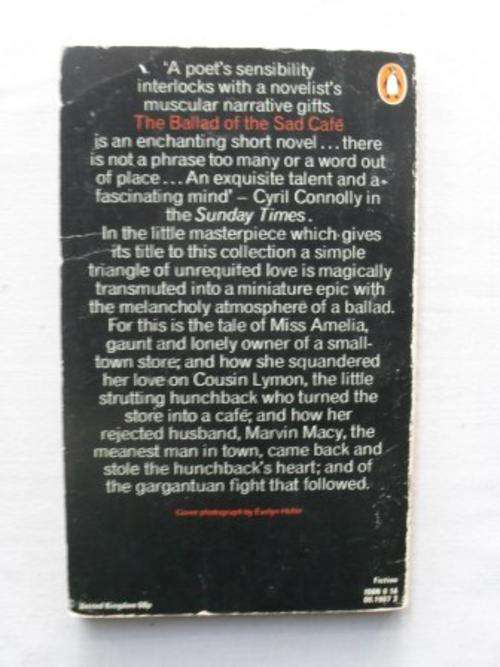 'A poet's sensibility
interlocks with a novelist's
muscular narrative gifts.
The Ballad of the Sad Café
is an enchanting short novel... there
is not a phrase too many or a word out
of place... An exquisite talent and a
fascinating mind' – Cyril Connolly in
the Sunday Times.
In the little masterpiece which gives
its title to this collection a simple
triangle of unrequited love is magically
transmuted into a miniature epic with
the melancholy atmosphere of a ballad.
For this is the tale of Miss Amelia,
gaunt and lonely owner of a small-
town store; and how she squandered
her love on Cousin Lymon, the little
strutting hunchback who turned the
store into a café; and how her
rejected husband, Marvin Macy, the
meanest man in town, came back and
stole the hunchback's heart; and of
the gargantuan fight that followed.
Cover photograph by Evelyn Hofer
United Kingdom
Fiction
ISBN 0 14